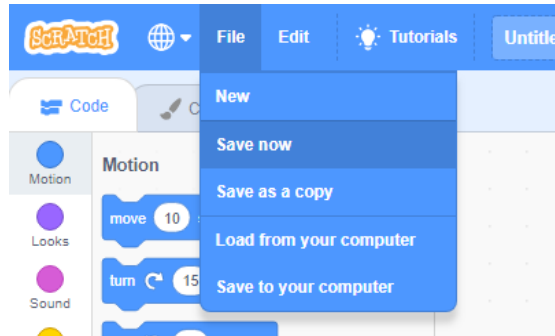 SCRATCH File Edit Tutorials Untitle
Code C
New
Save now
Save as a copy
Load from your computer
Save to your computer
Motion
Motion
move 10
Looks
turn 15
Sound